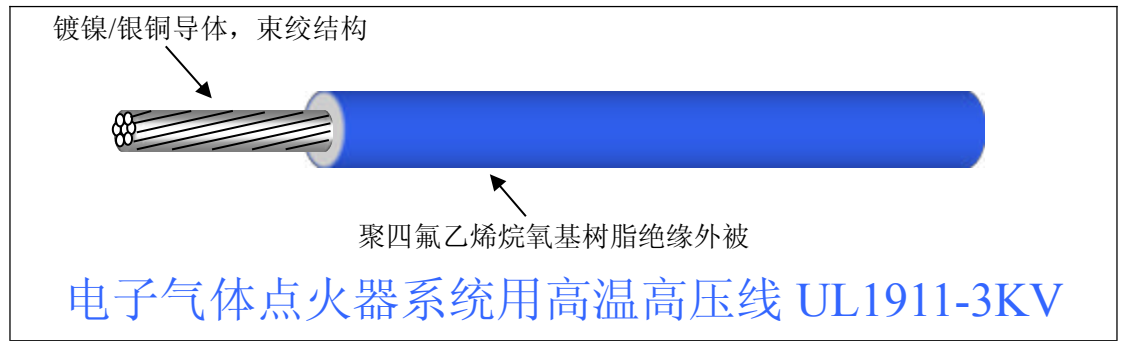 镀镍/银铜导体，束绞结构
聚四氟乙烯烷氧基树脂绝缘外被
电子气体点火器系统用高温高压线 UL1911-3KV